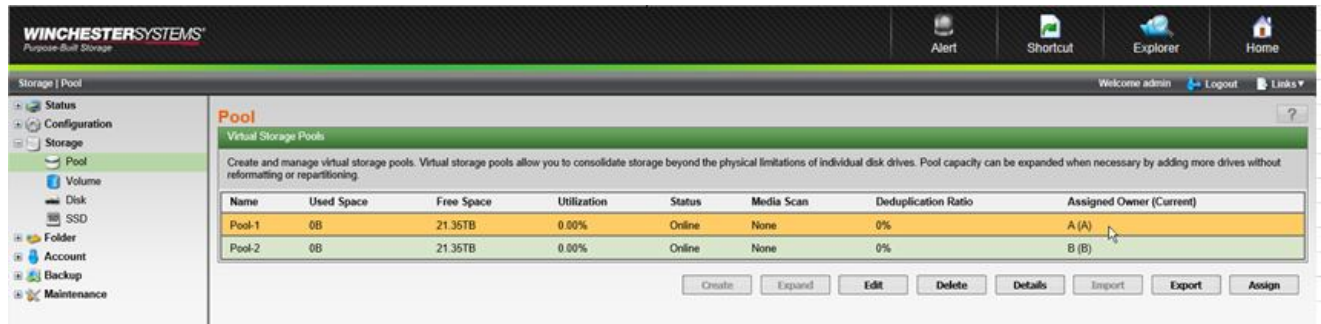 WINCHESTERSYSTEMS
Purpose-Built Storage
Alert Shortcut Explorer Home
Storage | Pool Welcome admin Logout Links
Status
Configuration
Storage
Pool
Volume
Disk
SSD
Folder
Account
Backup
Maintenance
Pool ?
Virtual Storage Pools
Create and manage virtual storage pools. Virtual storage pools allow you to consolidate storage beyond the physical limitations of individual disk drives. Pool capacity can be expanded when necessary by adding more drives without
reformatting or repartitioning.
Name Used Space Free Space Utilization Status Media Scan Deduplication Ratio Assigned Owner (Current)
Pool-1 0B 21.35TB 0.00% Online None 0% A (A)
Pool-2 0B 21.35TB 0.00% Online None 0% B (B)
Create Expand Edit Delete Details Import Export Assign